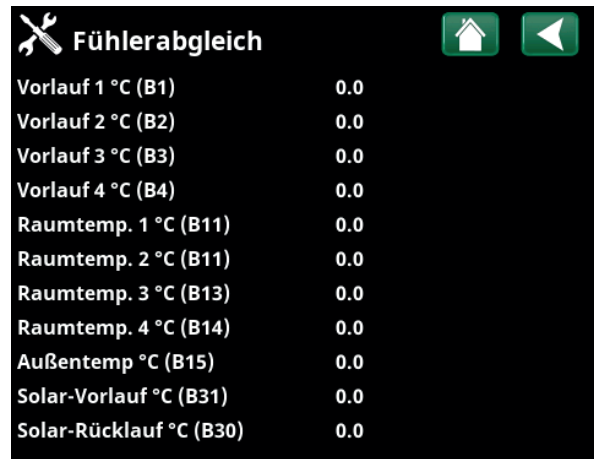 Fühlerabgleich
Vorlauf 1 °C (B1) 0.0
Vorlauf 2 °C (B2) 0.0
Vorlauf 3 °C (B3) 0.0
Vorlauf 4 °C (B4) 0.0
Raumtemp. 1 °C (B11) 0.0
Raumtemp. 2 °C (B11) 0.0
Raumtemp. 3 °C (B13) 0.0
Raumtemp. 4 °C (B14) 0.0
Außentemp °C (B15) 0.0
Solar-Vorlauf °C (B31) 0.0
Solar-Rücklauf °C (B30) 0.0